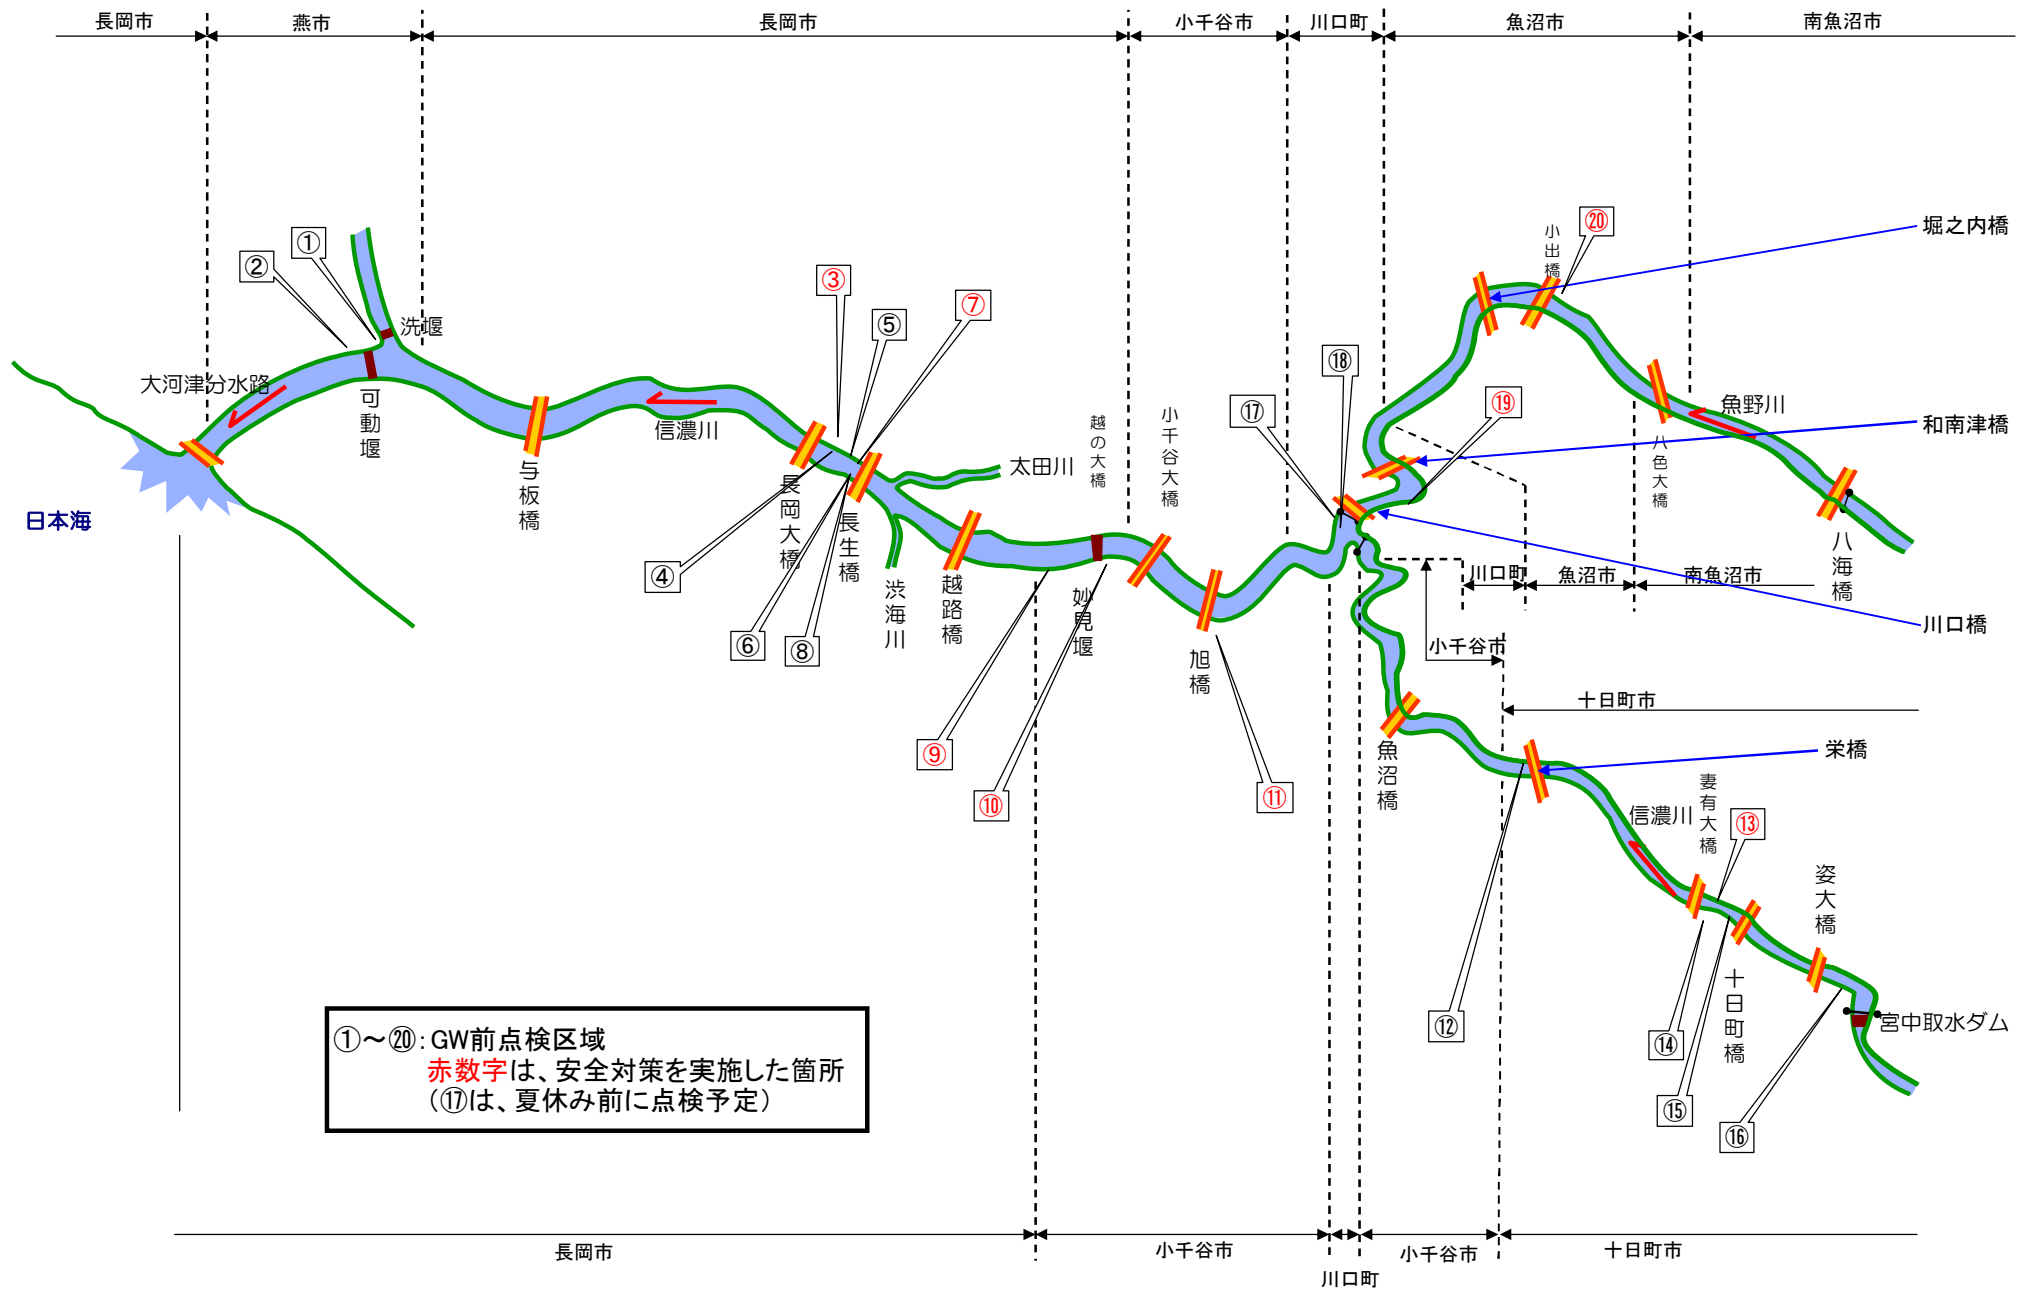 長岡市
燕市
長岡市
小千谷市
川口町
魚沼市
南魚沼市
①
②
③
⑤
⑦
⑳
小出橋
堀之内橋
洗堰
大河津分水路
可動堰
信濃川
与板橋
長岡大橋
長生橋
太田川
渋海川
越路橋
越の大橋
小千谷大橋
妙見堰
旭橋
⑰
⑱
⑲
魚野川
八色大橋
和南津橋
八海橋
川口橋
日本海
④
⑥
⑧
⑨
⑩
⑪
川口町
魚沼市
南魚沼市
小千谷市
十日町市
魚沼橋
栄橋
信濃川
妻有大橋
⑬
姿大橋
十日町橋
宮中取水ダム
⑫
⑭
⑮
⑯
①～⑳：GW前点検区域
赤数字は、安全対策を実施した箇所
（⑰は、夏休み前に点検予定）
長岡市
小千谷市
川口町
小千谷市
十日町市